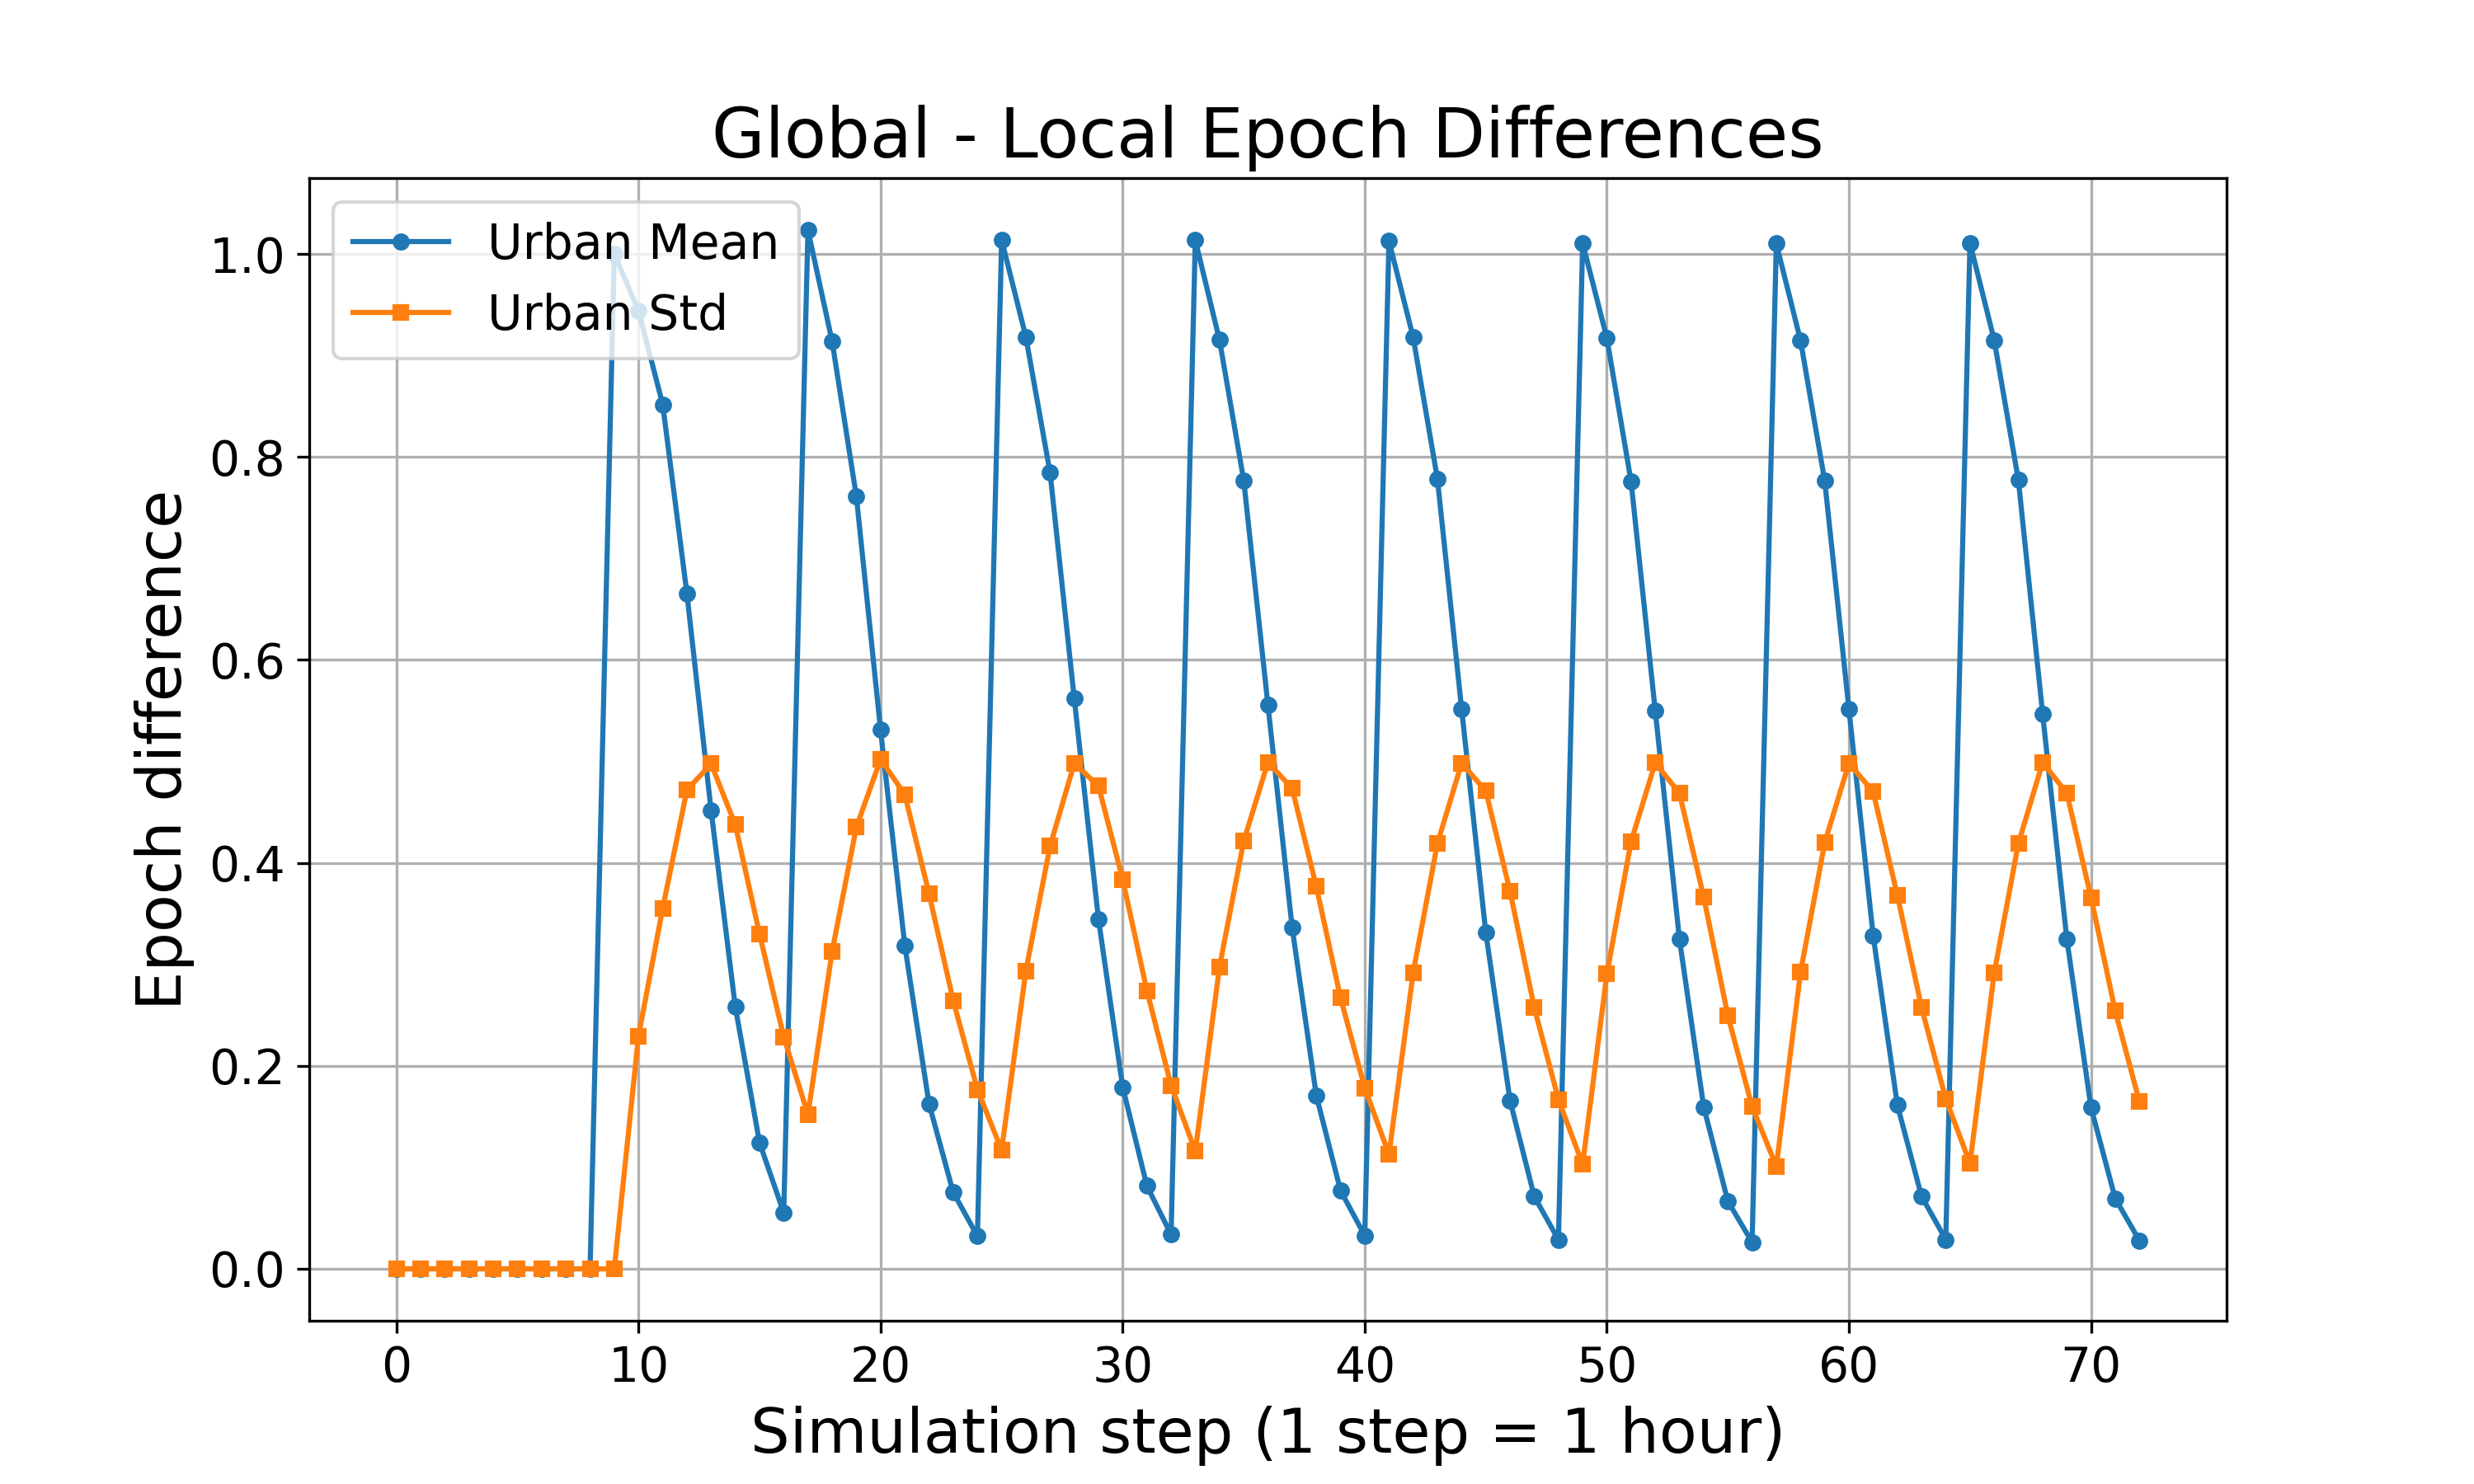 Global - Local Epoch Differences
Urban Mean
Urban Std
Epoch difference
1.0
0.8
0.6
0.4
0.2
0.0
0 10 20 30 40 50 60 70
Simulation step (1 step = 1 hour)